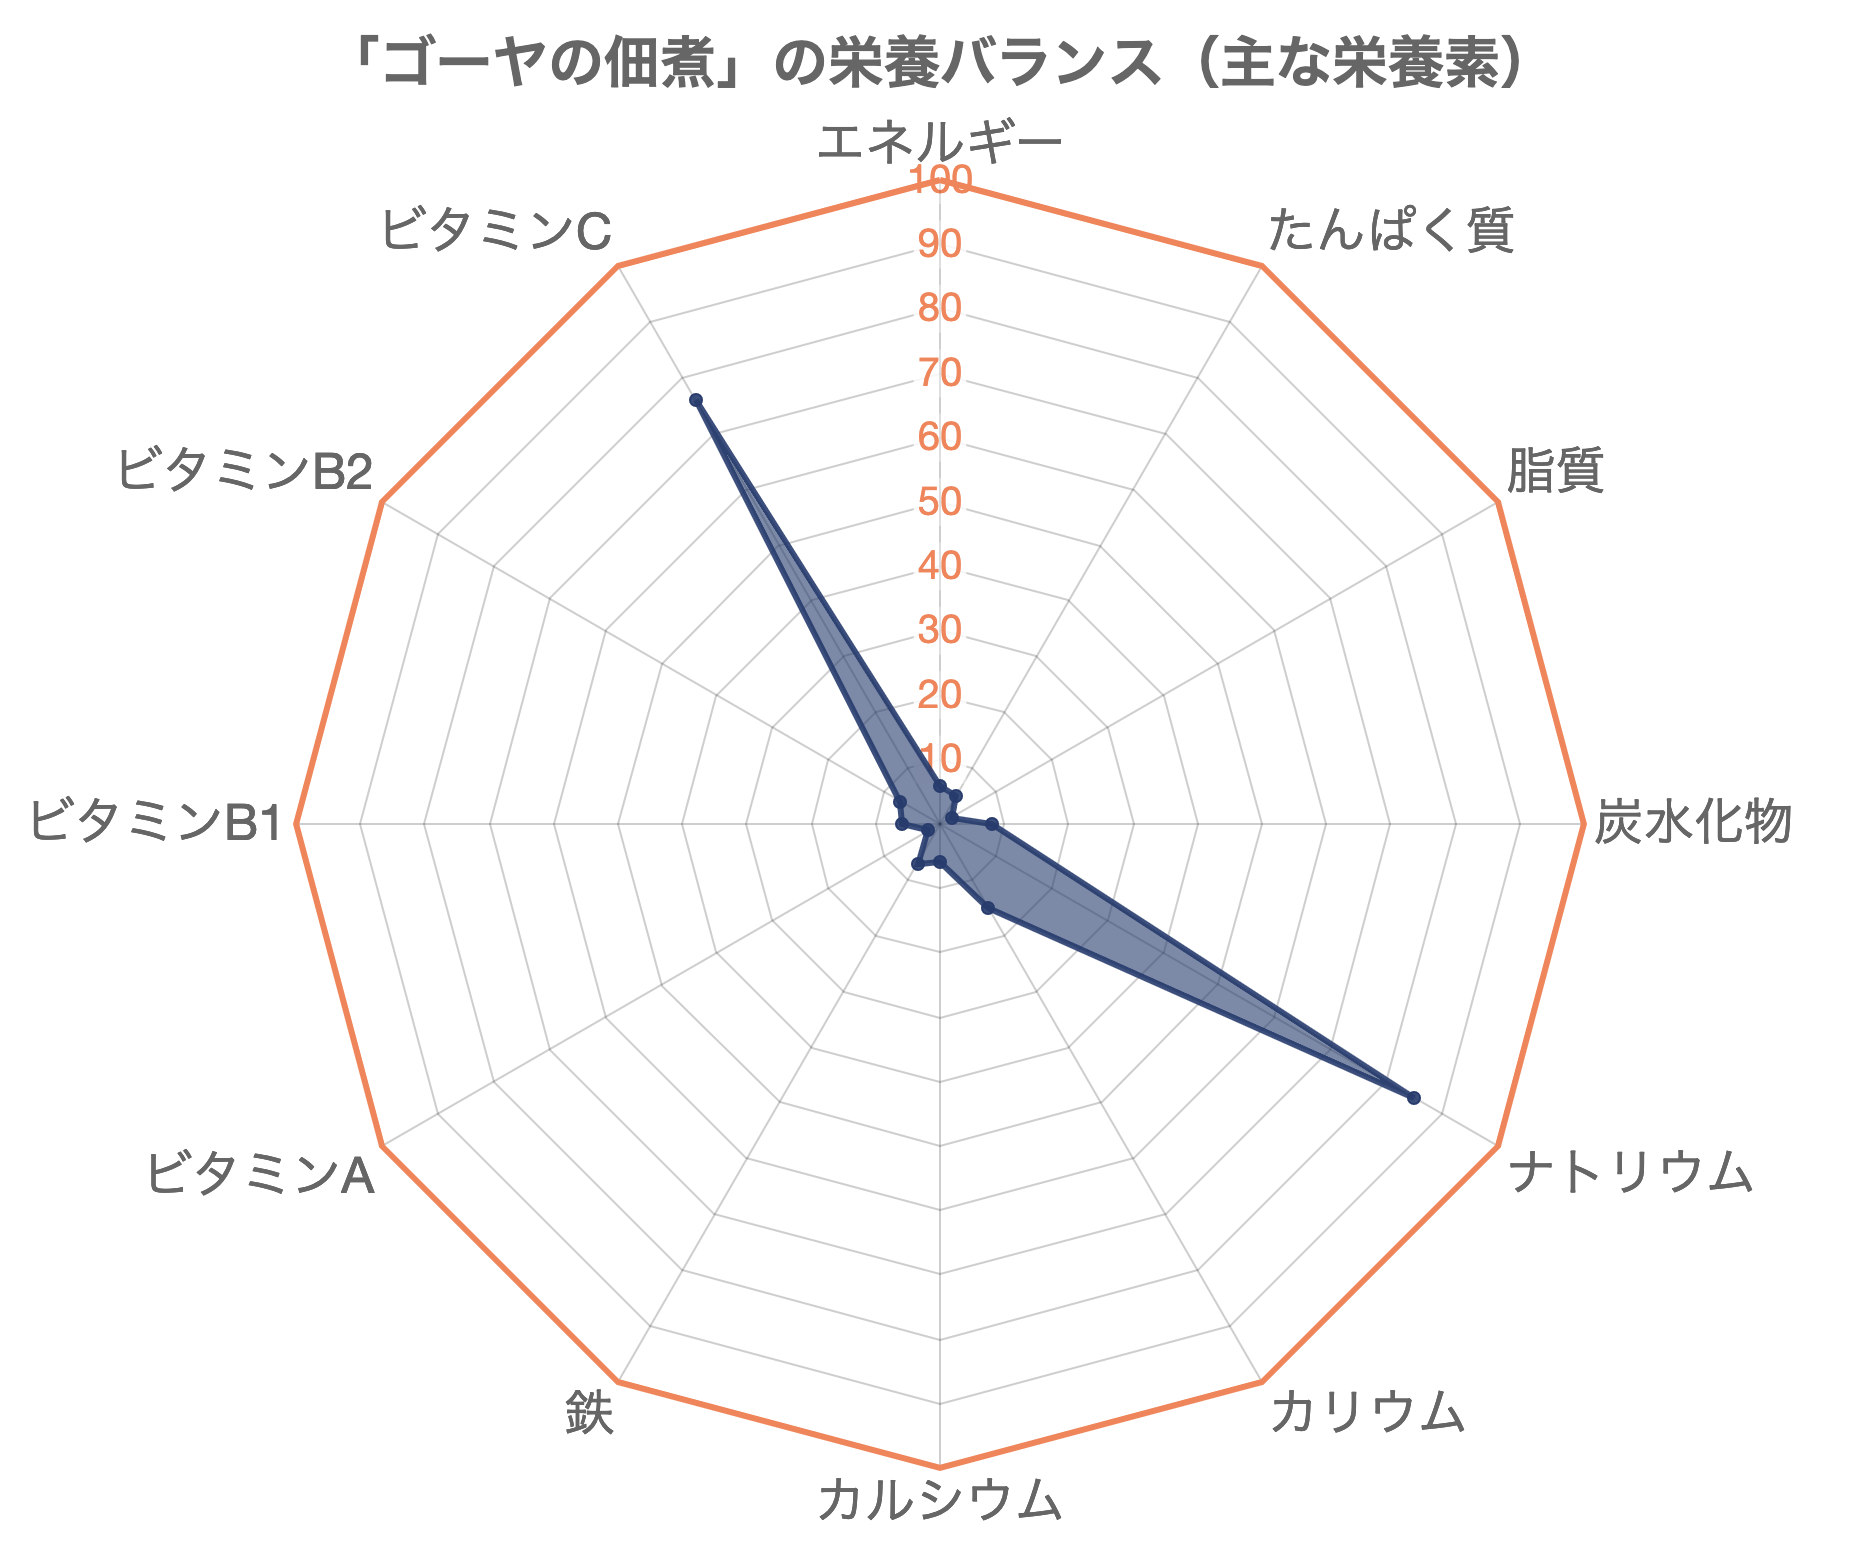 「ゴーヤの佃煮」の栄養バランス（主な栄養素）
エネルギー
100
90
80
70
60
50
40
30
20
10
たんぱく質
脂質
炭水化物
ナトリウム
カリウム
カルシウム
鉄
ビタミンA
ビタミンB1
ビタミンB2
ビタミンC